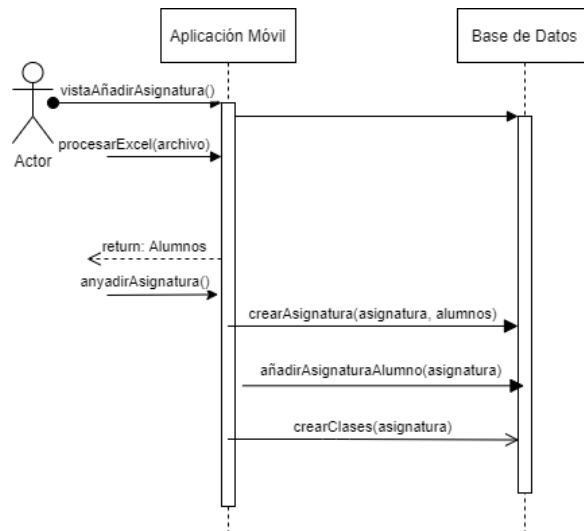 Aplicación Móvil
Base de Datos
vistaAñadirAsignatura()
procesarExcel(archivo)
Actor
return: Alumnos
anyadirAsignatura()
crearAsignatura(asignatura, alumnos)
añadirAsignaturaAlumno(asignatura)
crearClases(asignatura)